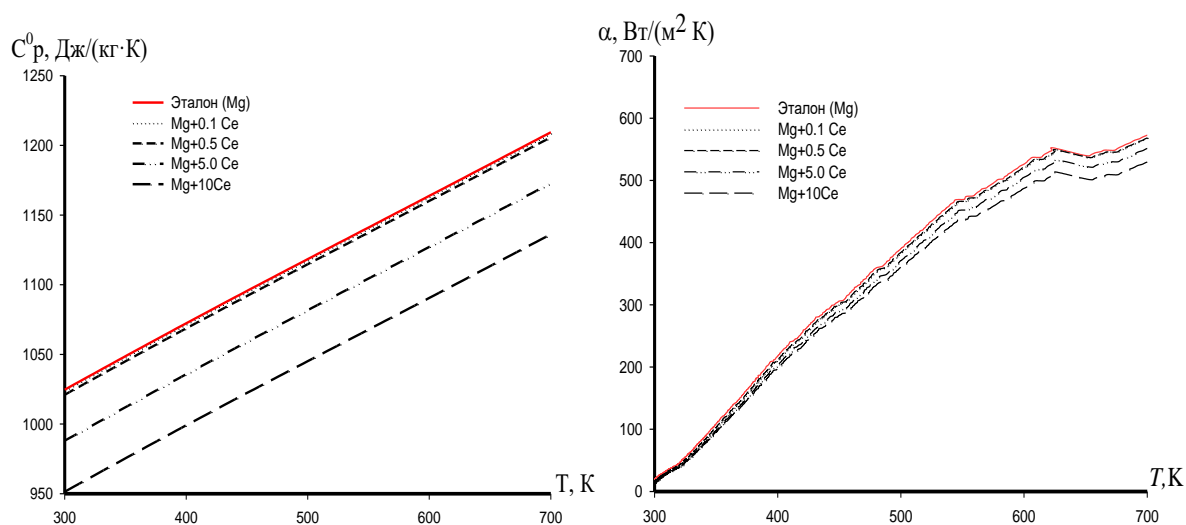 C⁰p, Дж/(кг·К)
1250
1200
1150
1100
1050
1000
950
300
400
500
600
700
Т, К
Эталон (Mg)
Mg+0.1 Ce
Mg+0.5 Ce
Mg+5.0 Ce
Mg+10Ce
α, Вт/(м² К)
700
600
500
400
300
200
100
0
300
400
500
600
700
T,K
Эталон (Mg)
Mg+0.1 Ce
Mg+0.5 Ce
Mg+5.0 Ce
Mg+10Ce